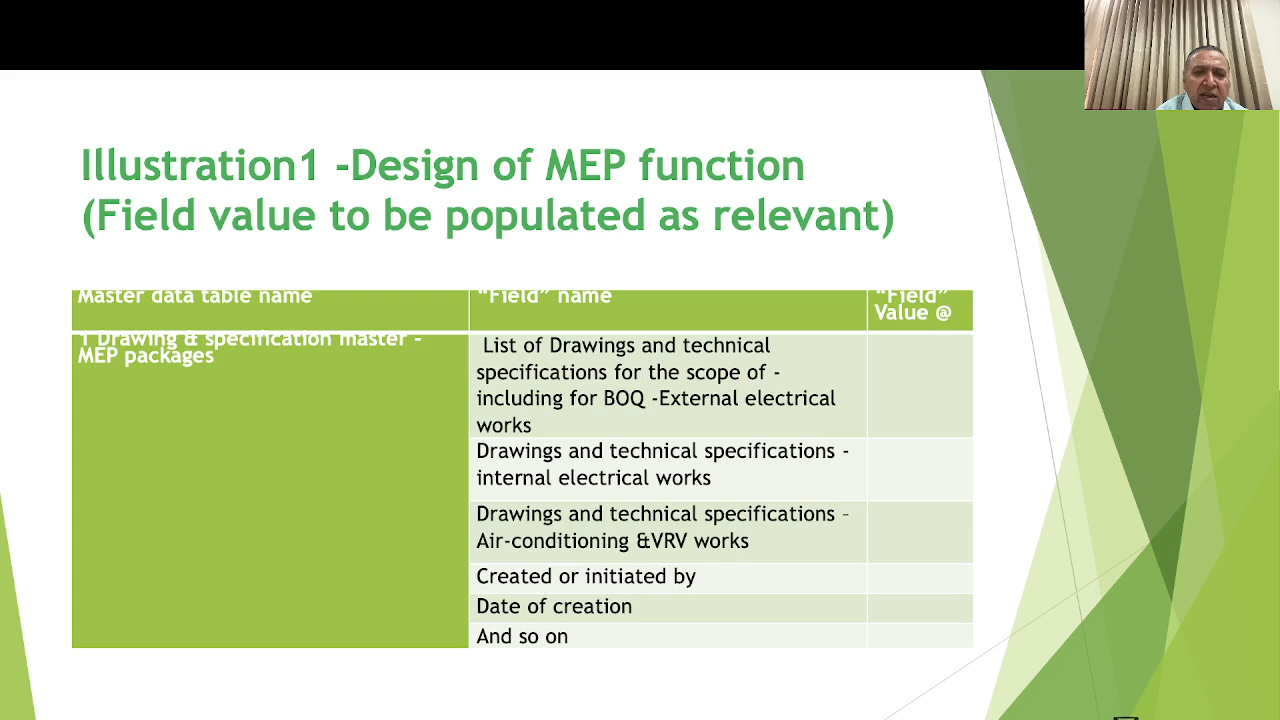 Illustration1 -Design of MEP function
(Field value to be populated as relevant)
Master data table name
"Field" name
"Field"
Value @
1 Drawing & specification master -
MEP packages
List of Drawings and technical
specifications for the scope of -
including for BOQ -External electrical
works
Drawings and technical specifications -
internal electrical works
Drawings and technical specifications –
Air-conditioning &VRV works
Created or initiated by
Date of creation
And so on